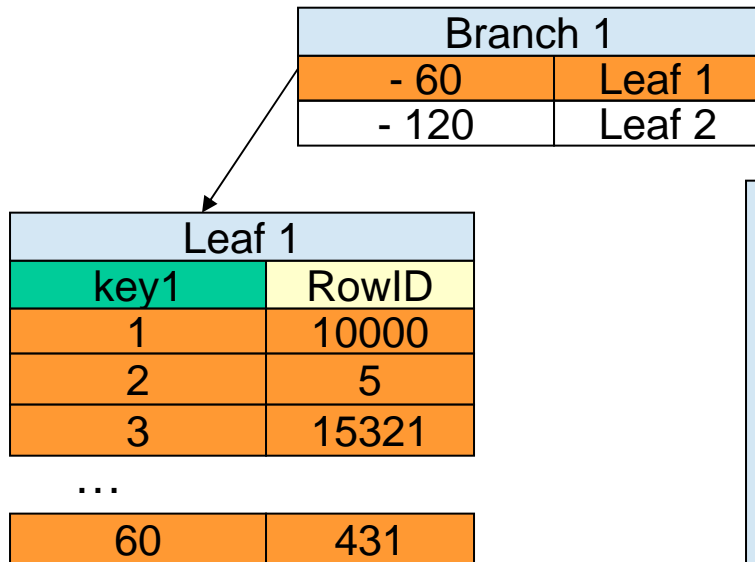 Branch 1
- 60 Leaf 1
- 120 Leaf 2
Leaf 1
key1 RowID
1 10000
2 5
3 15321
…
60 431